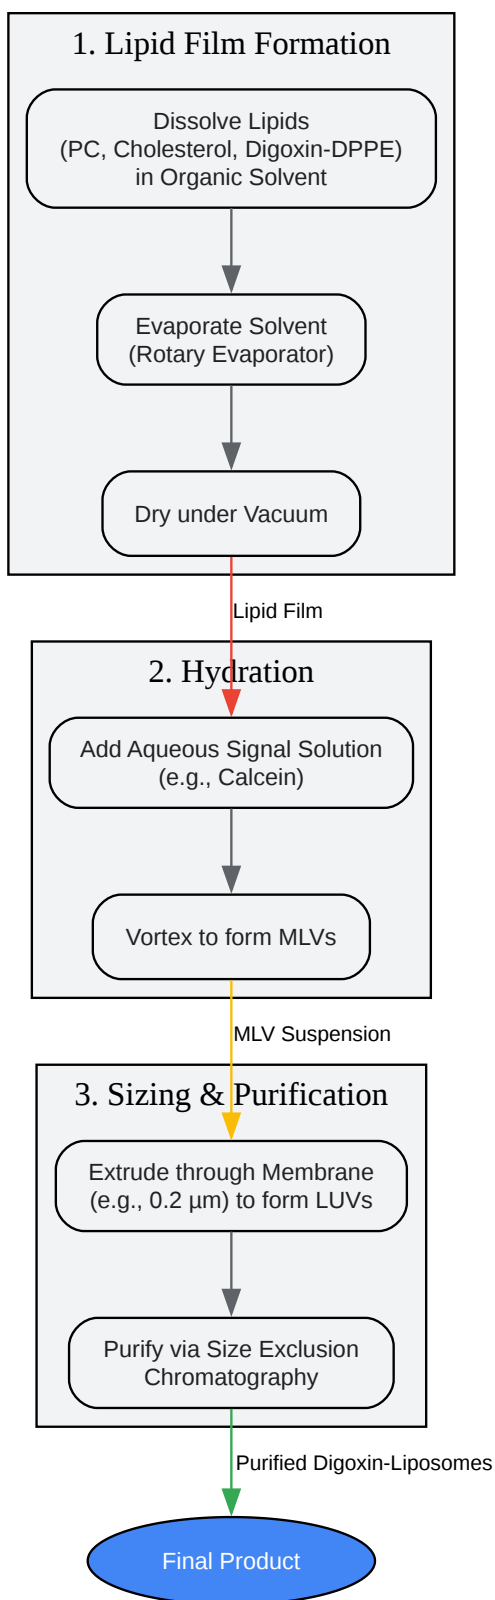 1. Lipid Film Formation
Dissolve Lipids
(PC, Cholesterol, Digoxin-DPPE)
in Organic Solvent
Evaporate Solvent
(Rotary Evaporator)
Dry under Vacuum
Lipid Film
2. Hydration
Add Aqueous Signal Solution
(e.g., Calcein)
Vortex to form MLVs
MLV Suspension
3. Sizing & Purification
Extrude through Membrane
(e.g., 0.2 µm) to form LUVs
Purify via Size Exclusion
Chromatography
Purified Digoxin-Liposomes
Final Product